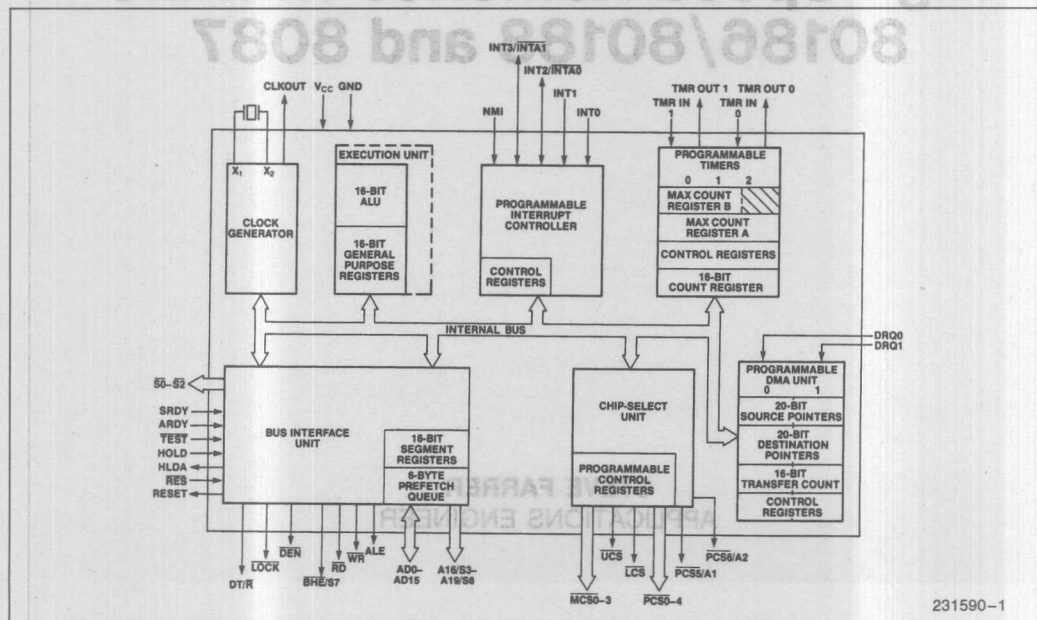 80186/80188 and 8087
INT3/INTA1
INT2/INTA0
INT1
NMI
INT0
CLKOUT
VCC GND
TMR OUT 1 TMR OUT 0
TMR IN 1
TMR IN 0
X1 X2
CLOCK GENERATOR
EXECUTION UNIT
16-BIT ALU
16-BIT GENERAL PURPOSE REGISTERS
PROGRAMMABLE INTERRUPT CONTROLLER
CONTROL REGISTERS
PROGRAMMABLE TIMERS
0 1 2
MAX COUNT REGISTER B
MAX COUNT REGISTER A
CONTROL REGISTERS
16-BIT COUNT REGISTER
INTERNAL BUS
DRQ0
DRQ1
S0-S2
SRDY
ARDY
TEST
HOLD
HLDA
RES
RESET
BUS INTERFACE UNIT
16-BIT SEGMENT REGISTERS
6-BYTE PREFETCH QUEUE
CHIP-SELECT UNIT
PROGRAMMABLE CONTROL REGISTERS
PROGRAMMABLE DMA UNIT
0 1
20-BIT SOURCE POINTERS
20-BIT DESTINATION POINTERS
16-BIT TRANSFER COUNT
CONTROL REGISTERS
FARRER
APPLICATIONS ENGINEER
DT/R
LOCK
DEN
BHE/S7
RD
WR
ALE
AD0-AD15
A16/S3-A19/S6
MCS0-3
UCS
LCS
PCS0-4
PCS5/A1
PCS6/A2
231590-1